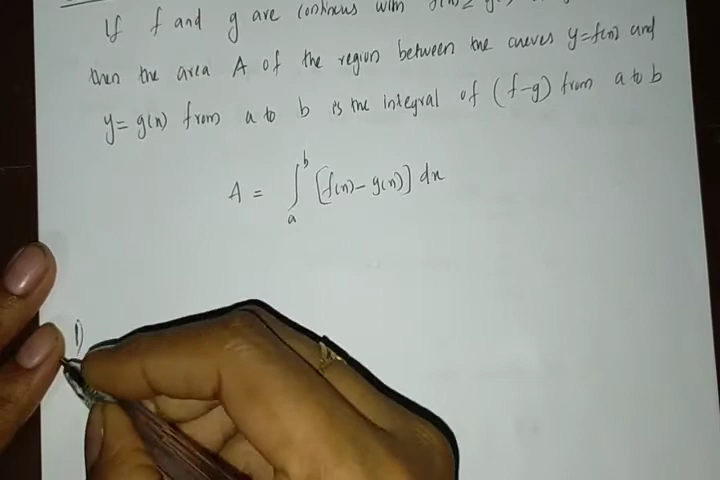 If f and g are continous with
then the area A of the region between the curves y=f(x) and
y= g(x) from a to b is the integral of (f-g) from a to b
A = ∫_a^b [f(x)- g(x)] dx
1)